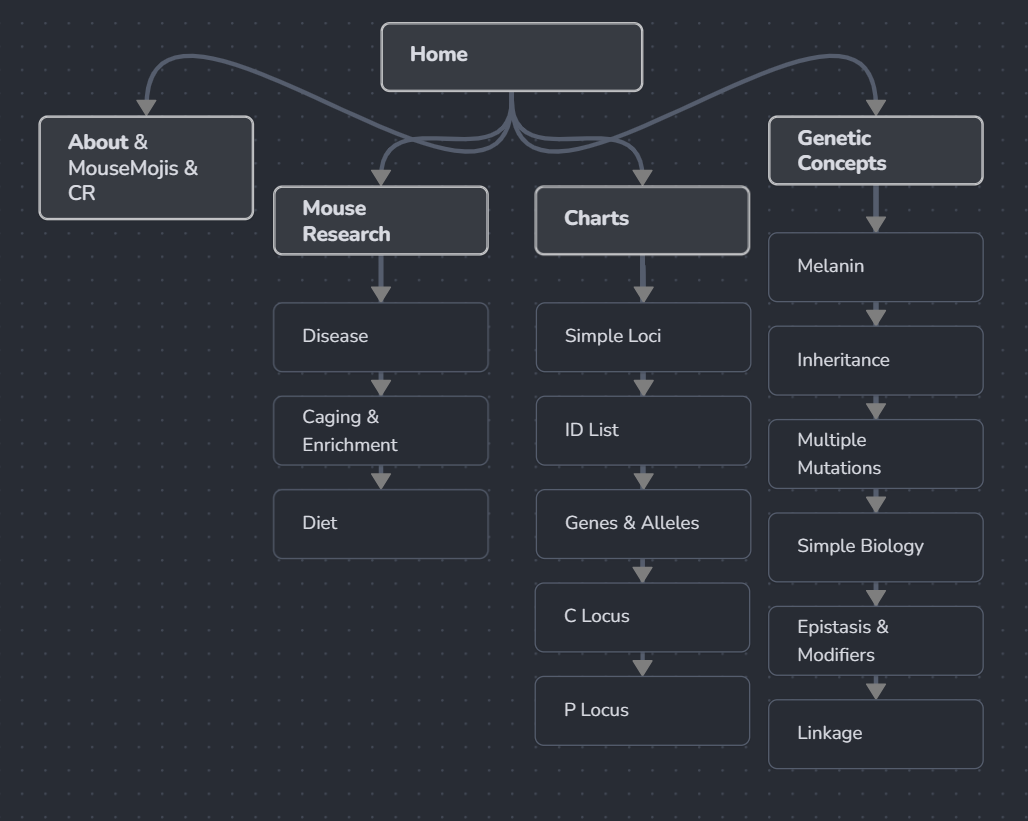 Home
About &
MouseMojis &
CR
Mouse
Research
Disease
Caging &
Enrichment
Diet
Charts
Simple Loci
ID List
Genes & Alleles
C Locus
P Locus
Genetic
Concepts
Melanin
Inheritance
Multiple
Mutations
Simple Biology
Epistasis &
Modifiers
Linkage